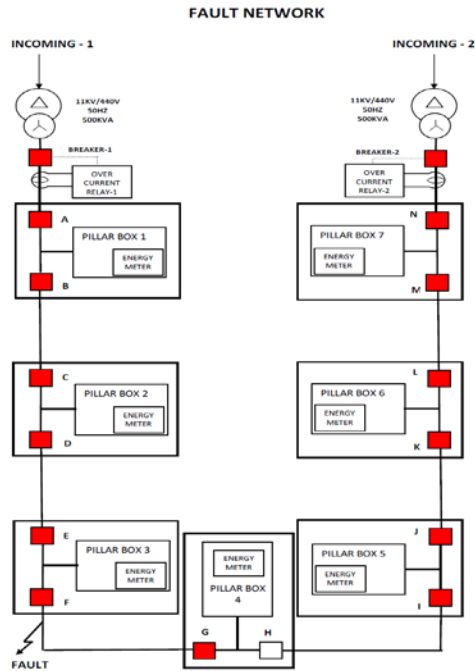 FAULT NETWORK
INCOMING - 1
INCOMING - 2
11KV/440V
50HZ
500KVA
11KV/440V
50HZ
500KVA
BREAKER-1
BREAKER-2
OVER
CURRENT
RELAY-1
OVER
CURRENT
RELAY-2
A
PILLAR BOX 1
ENERGY
METER
B
N
PILLAR BOX 7
ENERGY
METER
M
C
PILLAR BOX 2
ENERGY
METER
D
L
PILLAR BOX 6
ENERGY
METER
K
E
PILLAR BOX 3
ENERGY
METER
F
ENERGY
METER
PILLAR BOX
4
G
H
J
PILLAR BOX 5
ENERGY
METER
I
FAULT